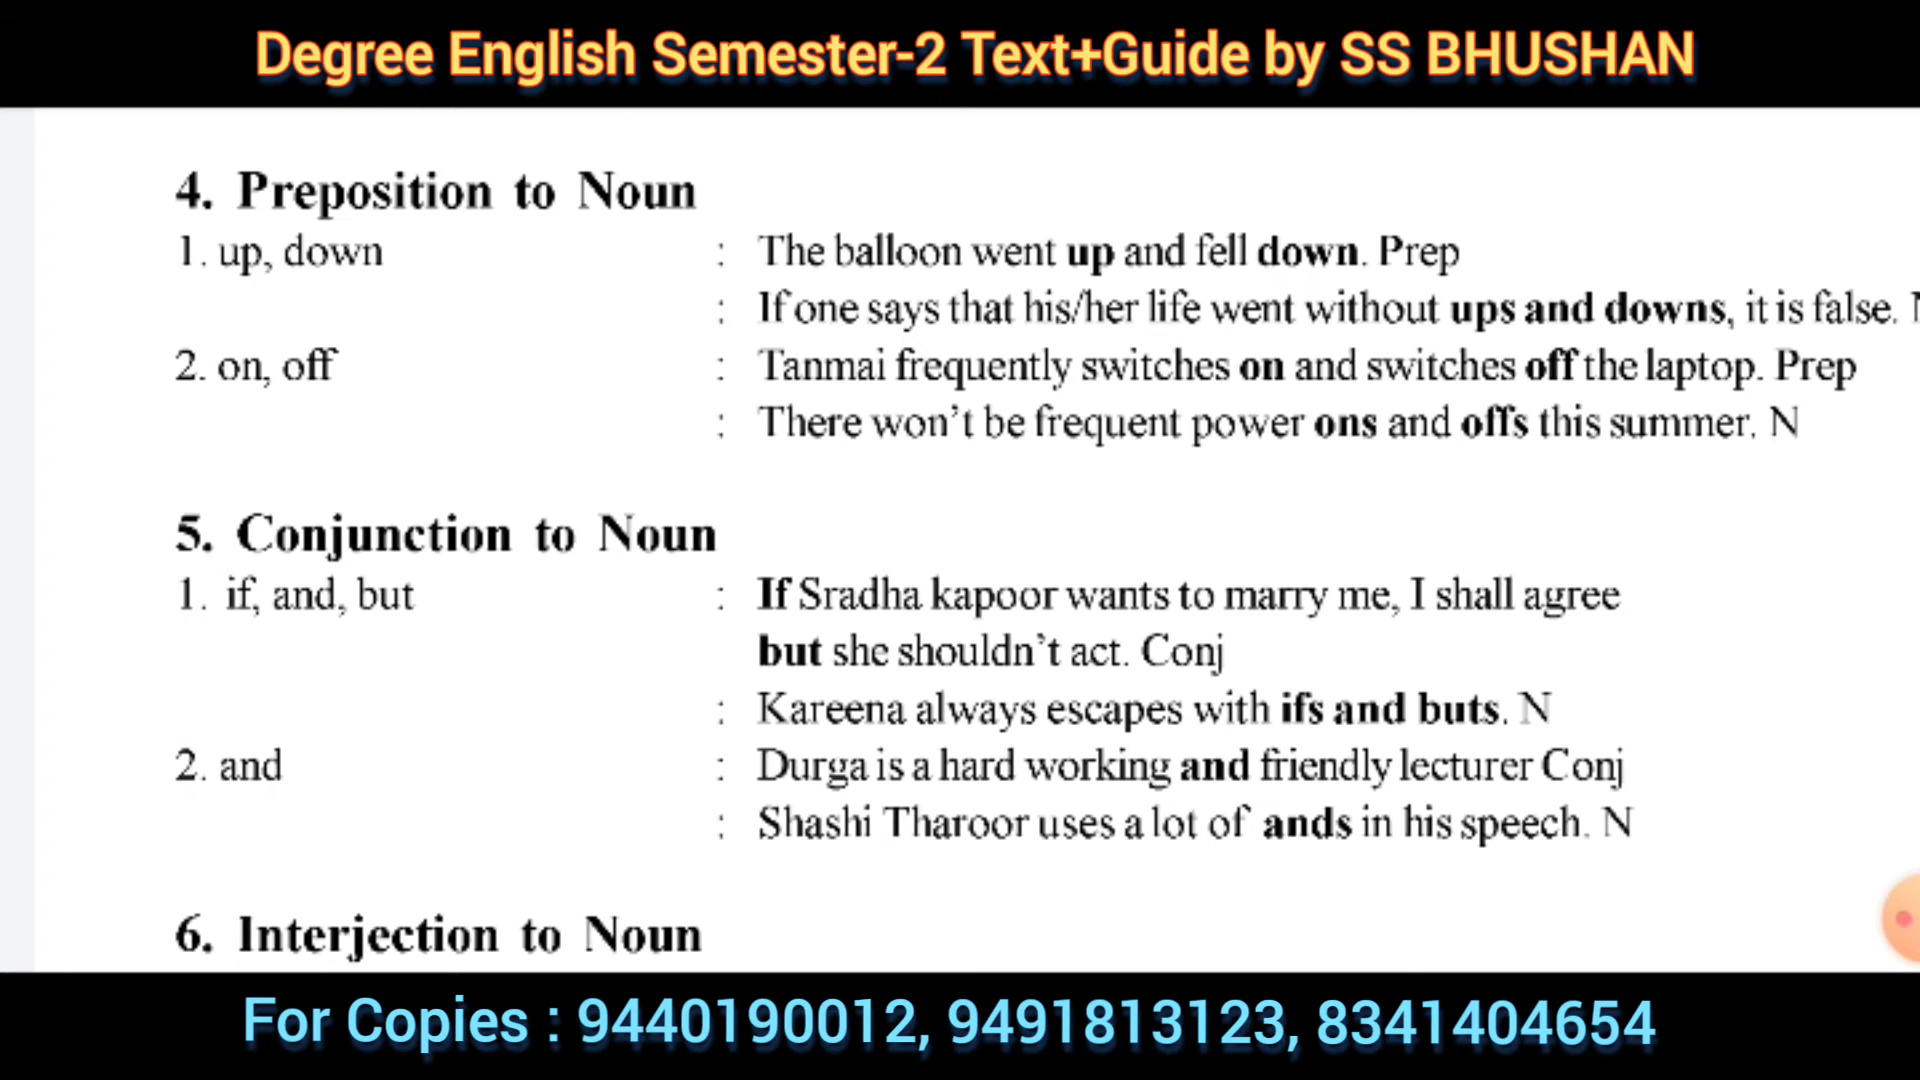 Degree English Semester-2 Text+Guide by SS BHUSHAN
4. Preposition to Noun
1. up, down : The balloon went up and fell down. Prep
: If one says that his/her life went without ups and downs, it is false.
2. on, off : Tanmai frequently switches on and switches off the laptop. Prep
: There won't be frequent power ons and offs this summer. N
5. Conjunction to Noun
1. if, and, but : If Sradha kapoor wants to marry me, I shall agree
but she shouldn't act. Conj
: Kareena always escapes with ifs and buts. N
2. and : Durga is a hard working and friendly lecturer Conj
: Shashi Tharoor uses a lot of ands in his speech. N
6. Interjection to Noun
For Copies : 9440190012, 9491813123, 8341404654